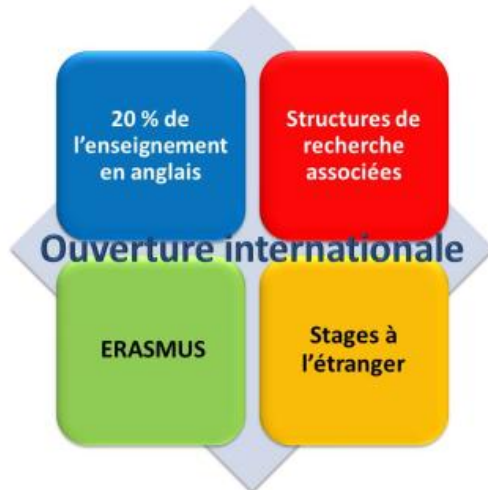 20 % de
l’enseignement
en anglais
Structures de
recherche
associées
Ouverture internationale
ERASMUS
Stages à
l’étranger